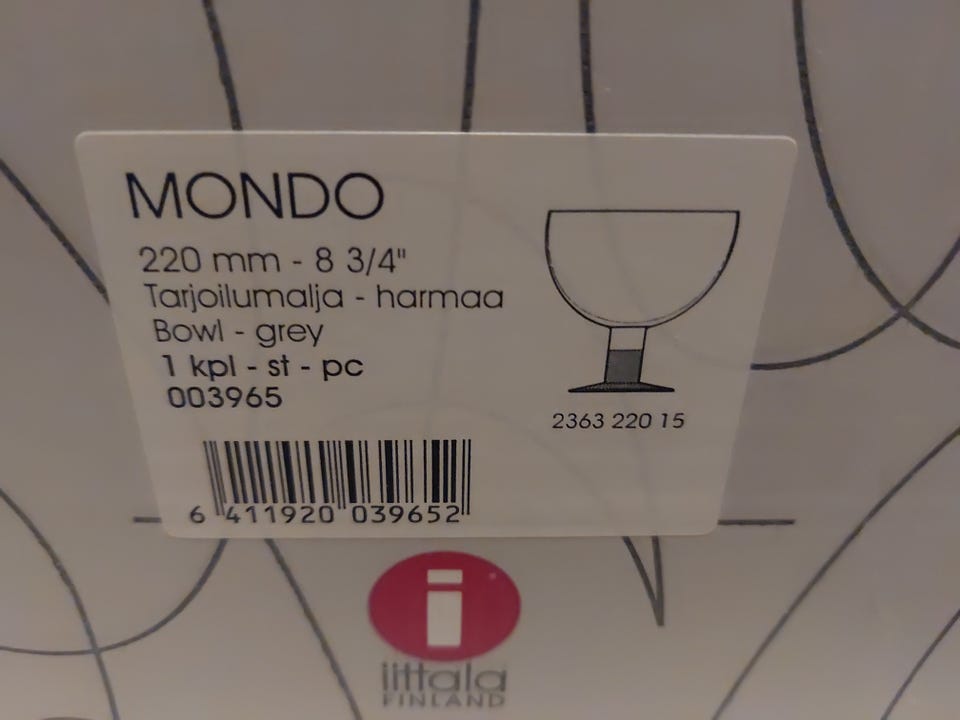 MONDO
220 mm - 8 3/4"
Tarjoilumalja - harmaa
Bowl - grey
1 kpl - st - pc
003965
2363 220 15
6 411920 039652
i
iittala
FINLAND